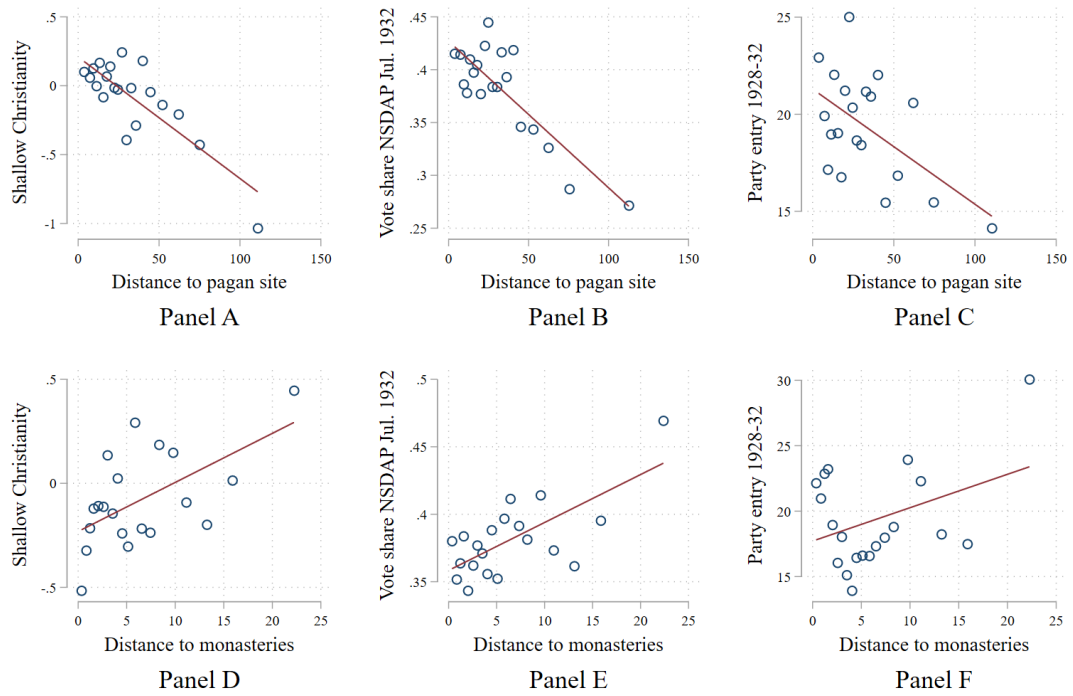 Shallow Christianity
.5
0
-.5
-1
0 50 100 150
Distance to pagan site
Panel A
Vote share NSDAP Jul. 1932
.45
.4
.35
.3
.25
0 50 100 150
Distance to pagan site
Panel B
Party entry 1928-32
25
20
15
0 50 100 150
Distance to pagan site
Panel C
Shallow Christianity
.5
0
-.5
0 5 10 15 20 25
Distance to monasteries
Panel D
Vote share NSDAP Jul. 1932
.5
.45
.4
.35
0 5 10 15 20 25
Distance to monasteries
Panel E
Party entry 1928-32
30
25
20
15
0 5 10 15 20 25
Distance to monasteries
Panel F